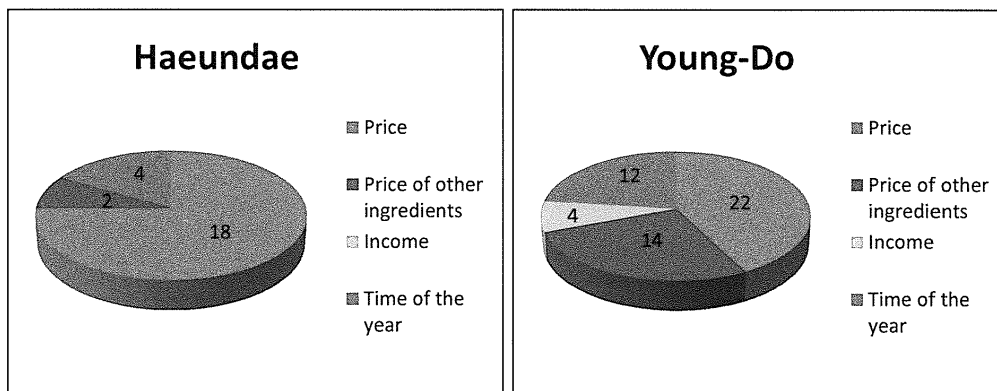 Haeundae
Price
Price of other
ingredients
Income
Time of the
year
4
2
18
Young-Do
Price
Price of other
ingredients
Income
Time of the
year
12
22
4
14